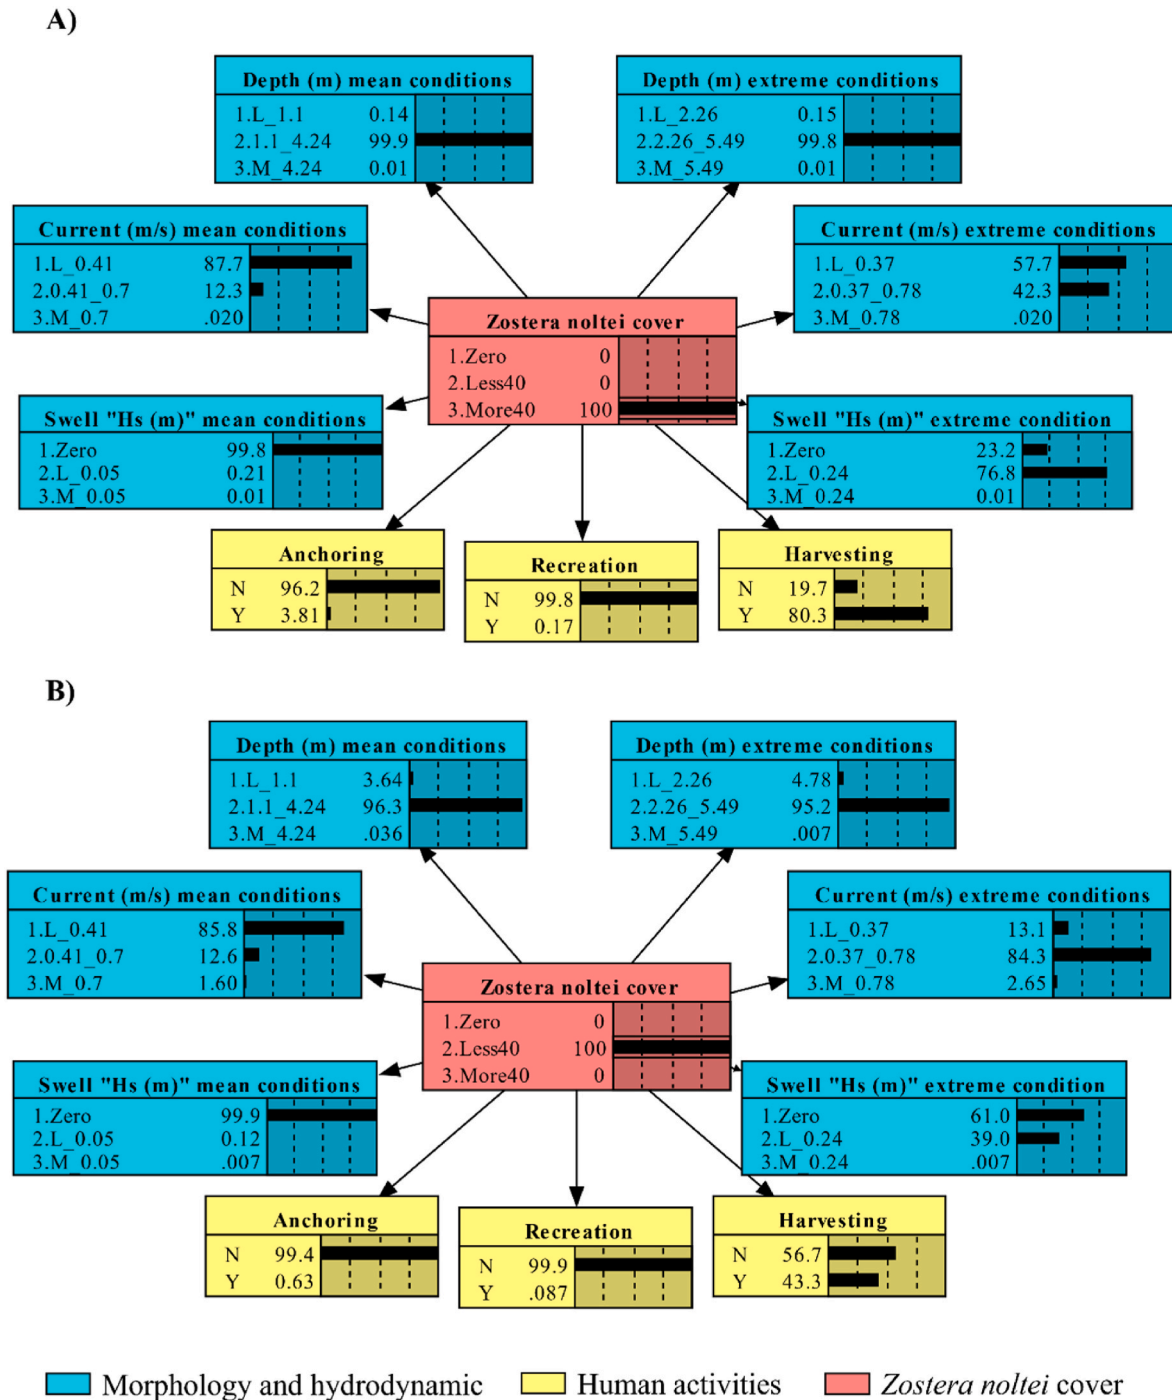 A)
Depth (m) mean conditions
1.L_1.1 0.14
2.1.1_4.24 99.9
3.M_4.24 0.01
Depth (m) extreme conditions
1.L_2.26 0.15
2.2.26_5.49 99.8
3.M_5.49 0.01
Current (m/s) mean conditions
1.L_0.41 87.7
2.0.41_0.7 12.3
3.M_0.7 .020
Current (m/s) extreme conditions
1.L_0.37 57.7
2.0.37_0.78 42.3
3.M_0.78 .020
Zostera noltei cover
1.Zero 0
2.Less40 0
3.More40 100
Swell "Hs (m)" mean conditions
1.Zero 99.8
2.L_0.05 0.21
3.M_0.05 0.01
Swell "Hs (m)" extreme condition
1.Zero 23.2
2.L_0.24 76.8
3.M_0.24 0.01
Anchoring
N 96.2
Y 3.81
Recreation
N 99.8
Y 0.17
Harvesting
N 19.7
Y 80.3
B)
Depth (m) mean conditions
1.L_1.1 3.64
2.1.1_4.24 96.3
3.M_4.24 .036
Depth (m) extreme conditions
1.L_2.26 4.78
2.2.26_5.49 95.2
3.M_5.49 .007
Current (m/s) mean conditions
1.L_0.41 85.8
2.0.41_0.7 12.6
3.M_0.7 1.60
Current (m/s) extreme conditions
1.L_0.37 13.1
2.0.37_0.78 84.3
3.M_0.78 2.65
Zostera noltei cover
1.Zero 0
2.Less40 100
3.More40 0
Swell "Hs (m)" mean conditions
1.Zero 99.9
2.L_0.05 0.12
3.M_0.05 .007
Swell "Hs (m)" extreme condition
1.Zero 61.0
2.L_0.24 39.0
3.M_0.24 .007
Anchoring
N 99.4
Y 0.63
Recreation
N 99.9
Y .087
Harvesting
N 56.7
Y 43.3
Morphology and hydrodynamic Human activities Zostera noltei cover